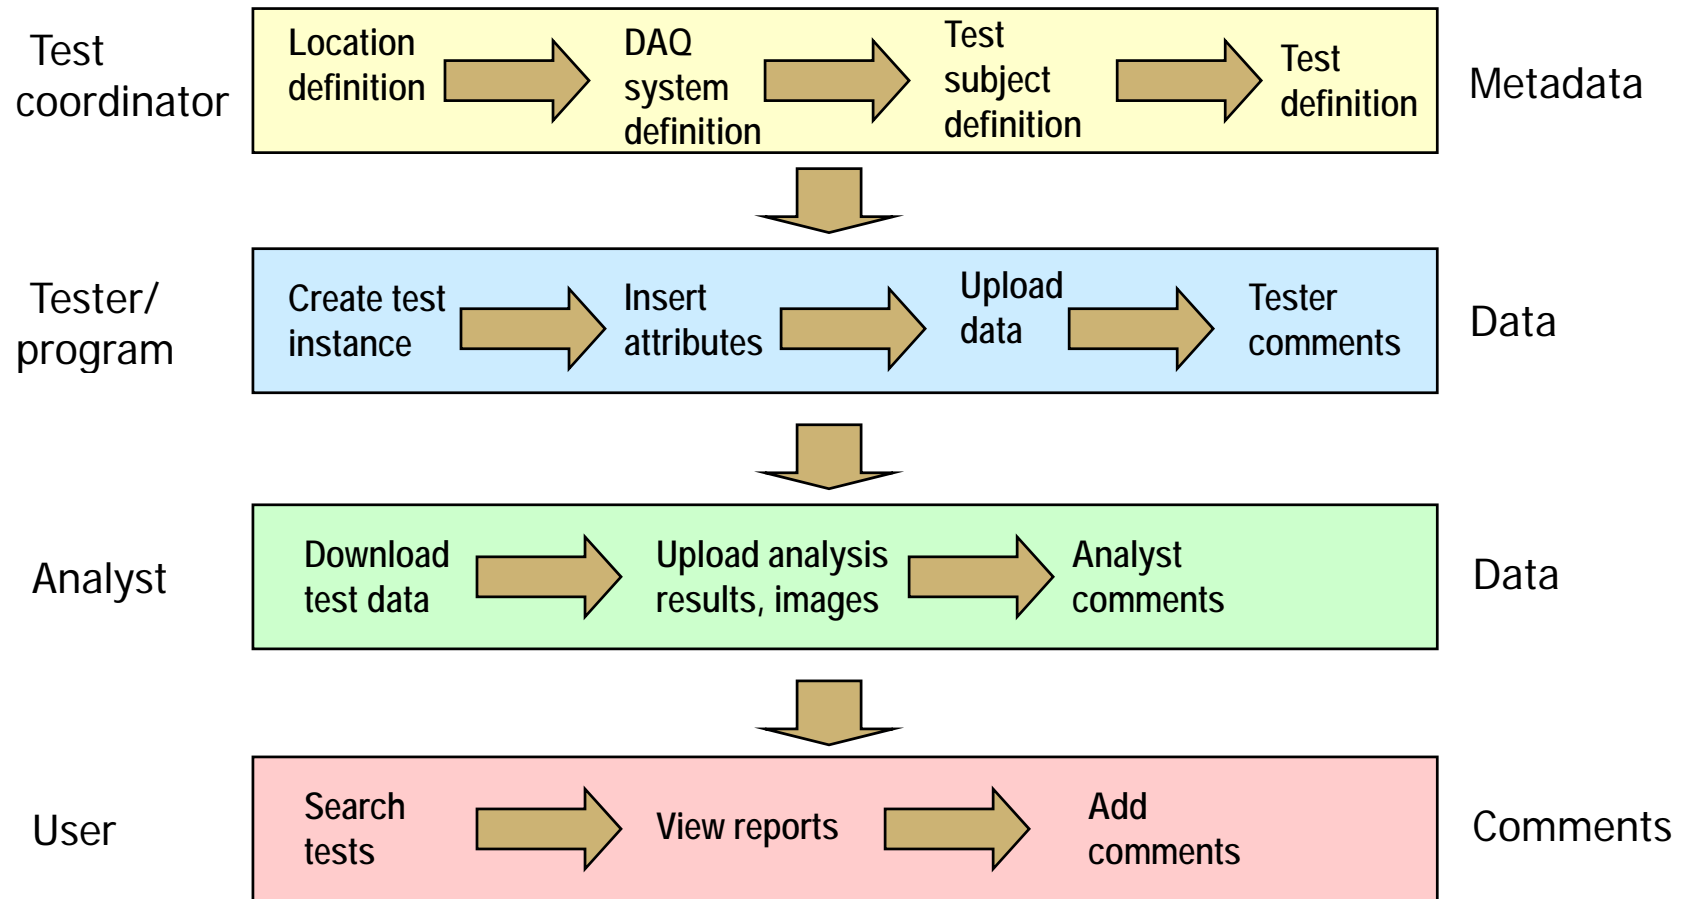 Test
coordinator
Location
definition
DAQ
system
definition
Test
subject
definition
Test
definition
Metadata
Tester/
program
Create test
instance
Insert
attributes
Upload
data
Tester
comments
Data
Analyst
Download
test data
Upload analysis
results, images
Analyst
comments
Data
User
Search
tests
View reports
Add
comments
Comments